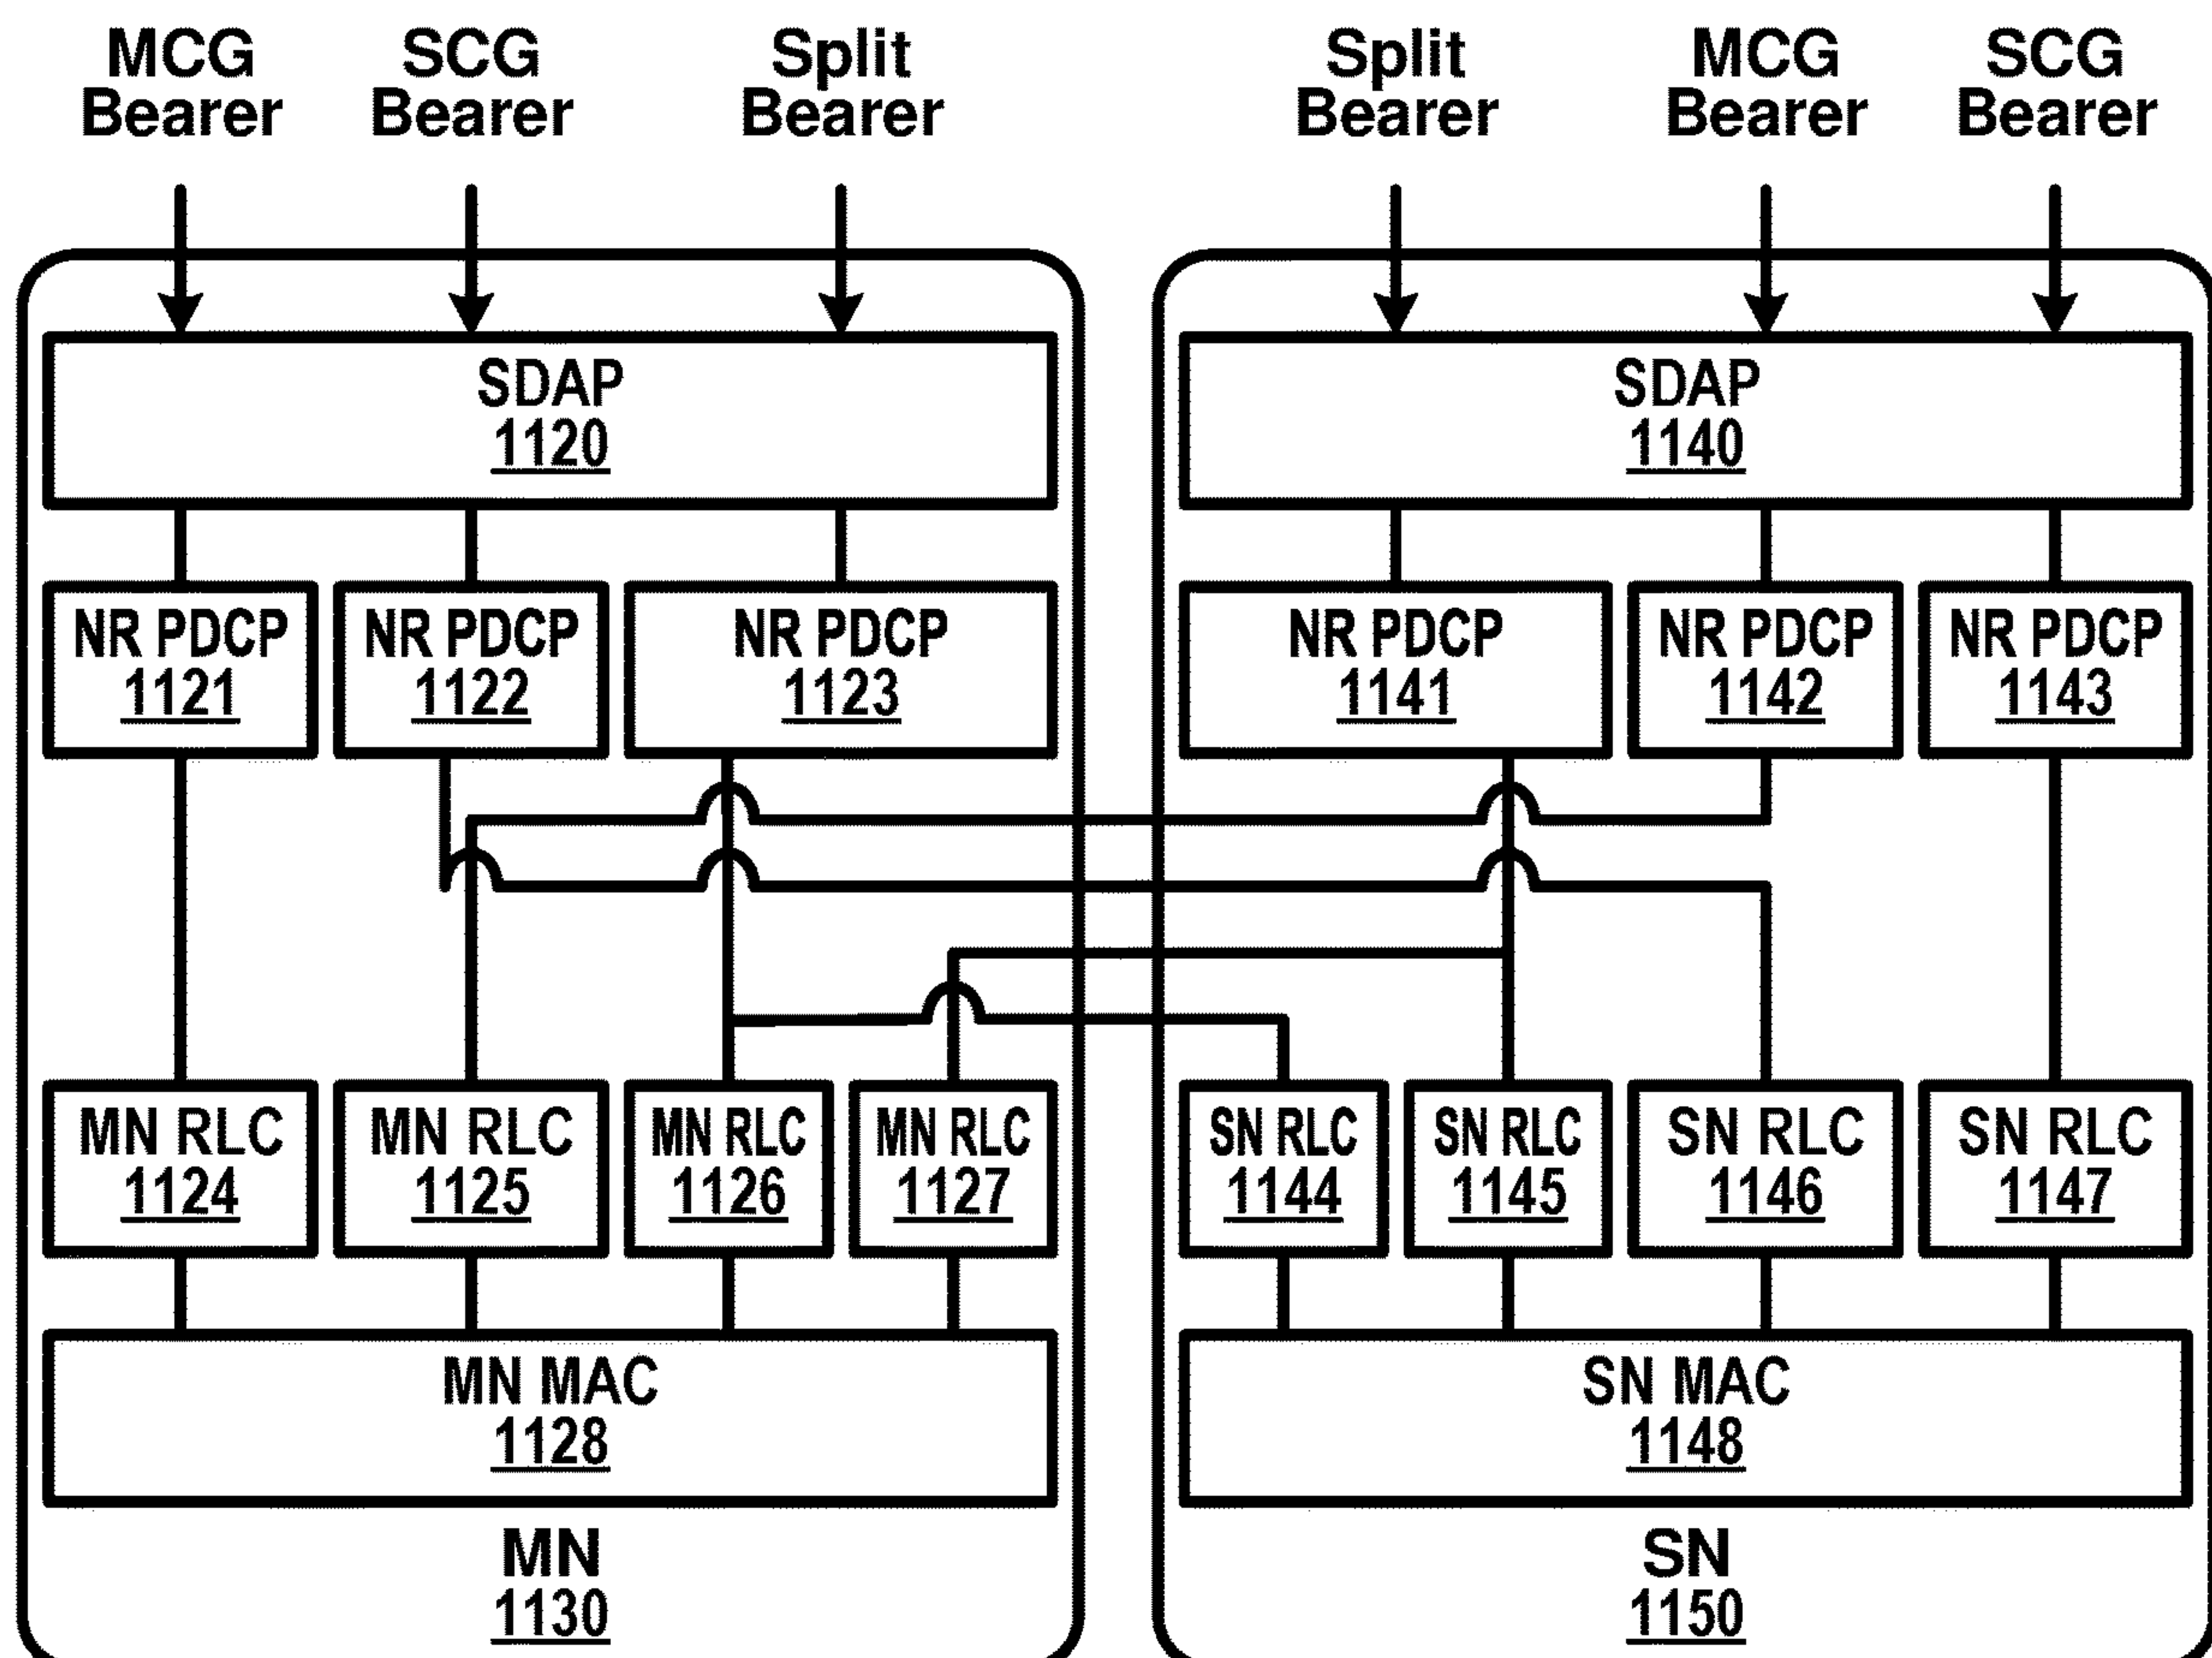 MCG
Bearer
SCG
Bearer
Split
Bearer
Split
Bearer
MCG
Bearer
SCG
Bearer
SDAP
1120
SDAP
1140
NR PDCP
1121
NR PDCP
1122
NR PDCP
1123
NR PDCP
1141
NR PDCP
1142
NR PDCP
1143
MN RLC
1124
MN RLC
1125
MN RLC
1126
MN RLC
1127
SN RLC
1144
SN RLC
1145
SN RLC
1146
SN RLC
1147
MN MAC
1128
SN MAC
1148
MN
1130
SN
1150